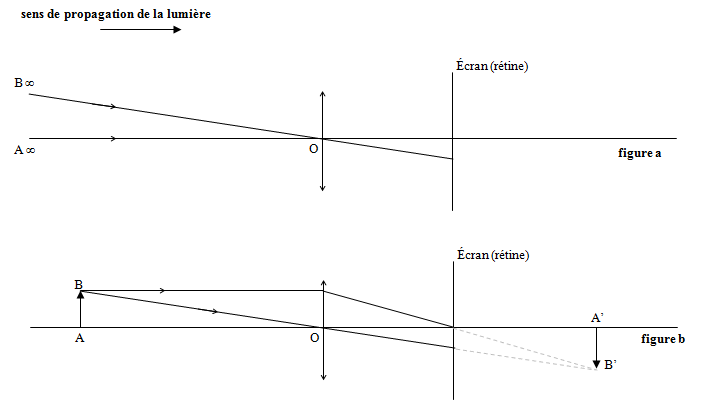 sens de propagation de la lumière
Écran (rétine)
B ∞
A ∞
O
figure a
Écran (rétine)
B
A'
A
O
figure b
B'